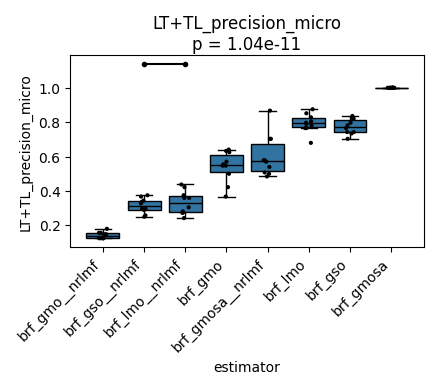 LT+TL_precision_micro
p = 1.04e-11
LT+TL_precision_micro
1.0
0.8
0.6
0.4
0.2
brf_gmo__nrlmf
brf_gso__nrlmf
brf_lmo__nrlmf
brf_gmo
brf_gmosa__nrlmf
brf_lmo
brf_gso
brf_gmosa
estimator